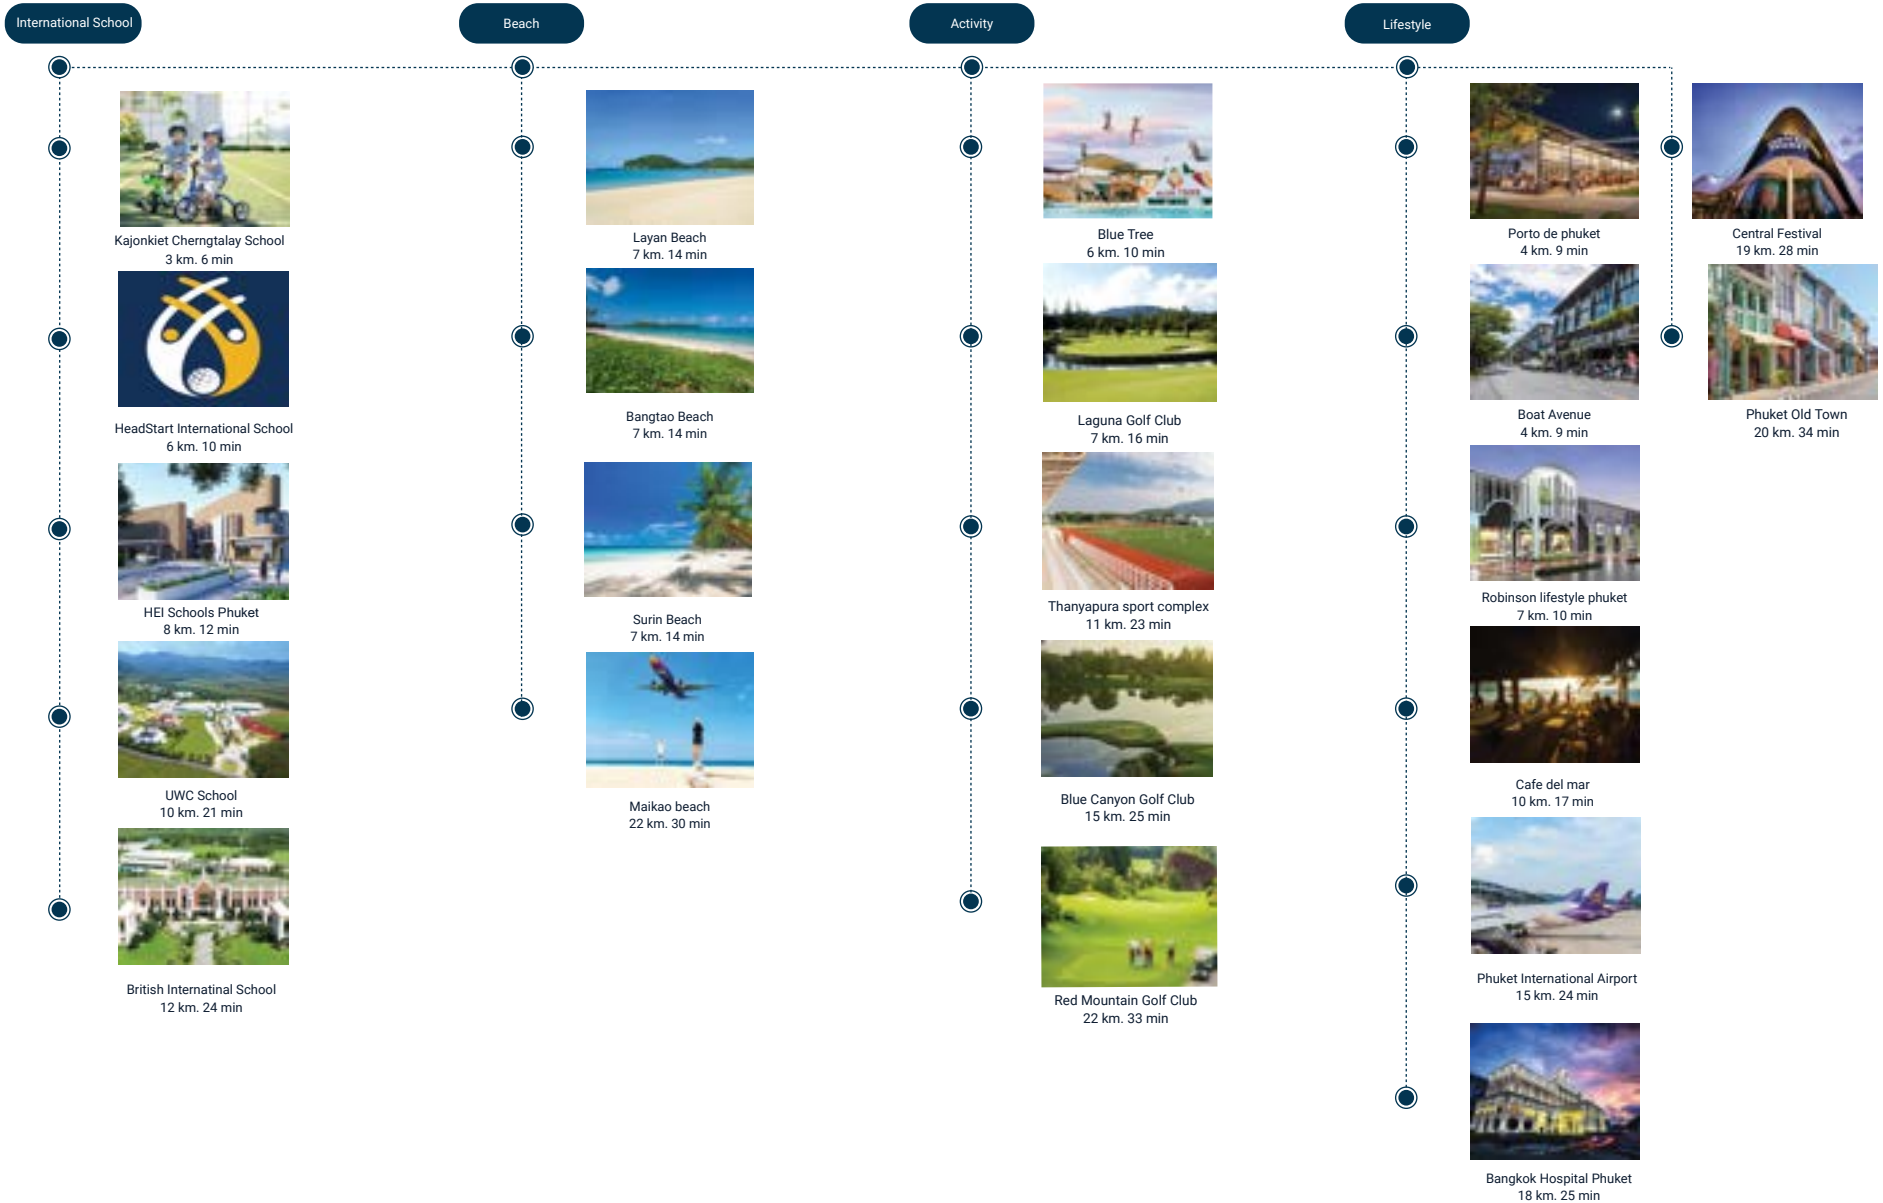 International School
Kajonkiet Cherngtalay School
3 km. 6 min
HeadStart International School
6 km. 10 min
HEI Schools Phuket
8 km. 12 min
UWC School
10 km. 21 min
British Internatinal School
12 km. 24 min
Beach
Layan Beach
7 km. 14 min
Bangtao Beach
7 km. 14 min
Surin Beach
7 km. 14 min
Maikao beach
22 km. 30 min
Activity
Blue Tree
6 km. 10 min
Laguna Golf Club
7 km. 16 min
Thanyapura sport complex
11 km. 23 min
Blue Canyon Golf Club
15 km. 25 min
Red Mountain Golf Club
22 km. 33 min
Lifestyle
Porto de phuket
4 km. 9 min
Boat Avenue
4 km. 9 min
Robinson lifestyle phuket
7 km. 10 min
Cafe del mar
10 km. 17 min
Phuket International Airport
15 km. 24 min
Bangkok Hospital Phuket
18 km. 25 min
Central Festival
19 km. 28 min
Phuket Old Town
20 km. 34 min